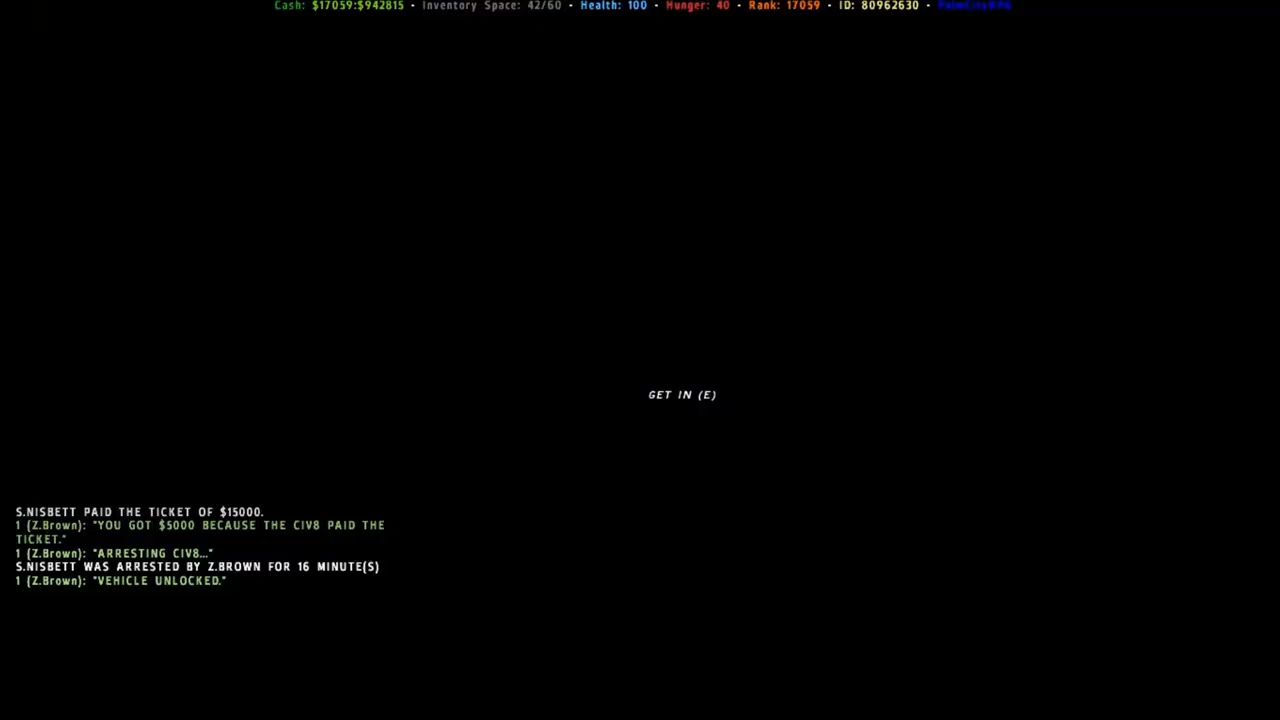 Cash: $17059:$942815 - Inventory Space: 42/60 - Health: 100 - Hunger: 40 - Rank: 17059 - ID: 80962630 - PalmCityRPG
GET IN (E)
S.NISBETT PAID THE TICKET OF $15000.
1 (Z.Brown): "YOU GOT $5000 BECAUSE THE CIV8 PAID THE
TICKET."
1 (Z.Brown): "ARRESTING CIV8..."
S.NISBETT WAS ARRESTED BY Z.BROWN FOR 16 MINUTE(S)
1 (Z.Brown): "VEHICLE UNLOCKED."